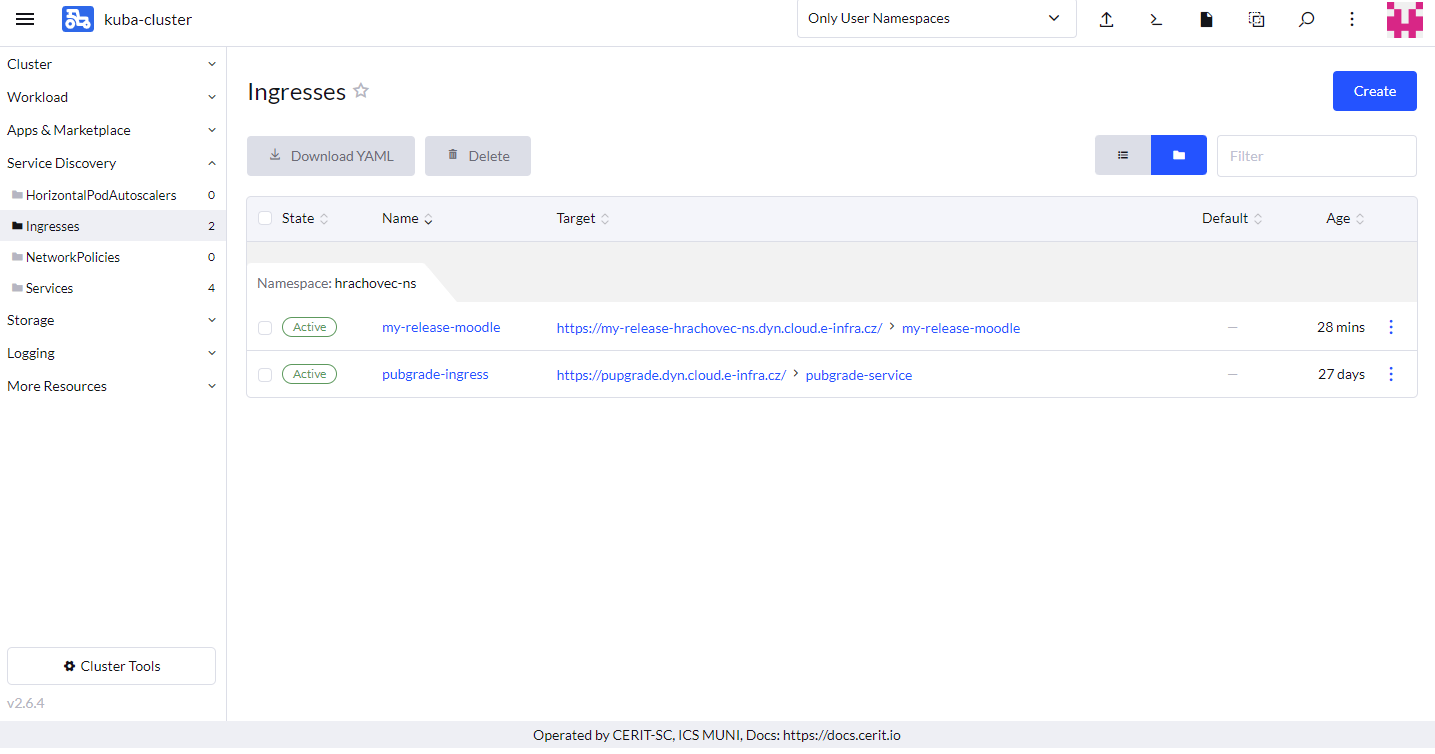 kuba-cluster
Only User Namespaces
Cluster
Workload
Apps & Marketplace
Service Discovery
HorizontalPodAutoscalers 0
Ingresses 2
NetworkPolicies 0
Services 4
Storage
Logging
More Resources
Cluster Tools
v2.6.4
Ingresses
Create
Download YAML
Delete
Filter
State Name Target Default Age
Namespace: hrachovec-ns
Active my-release-moodle https://my-release-hrachovec-ns.dyn.cloud.e-infra.cz/ > my-release-moodle — 28 mins
Active pubgrade-ingress https://pupgrade.dyn.cloud.e-infra.cz/ > pubgrade-service — 27 days
Operated by CERIT-SC, ICS MUNI, Docs: https://docs.cerit.io